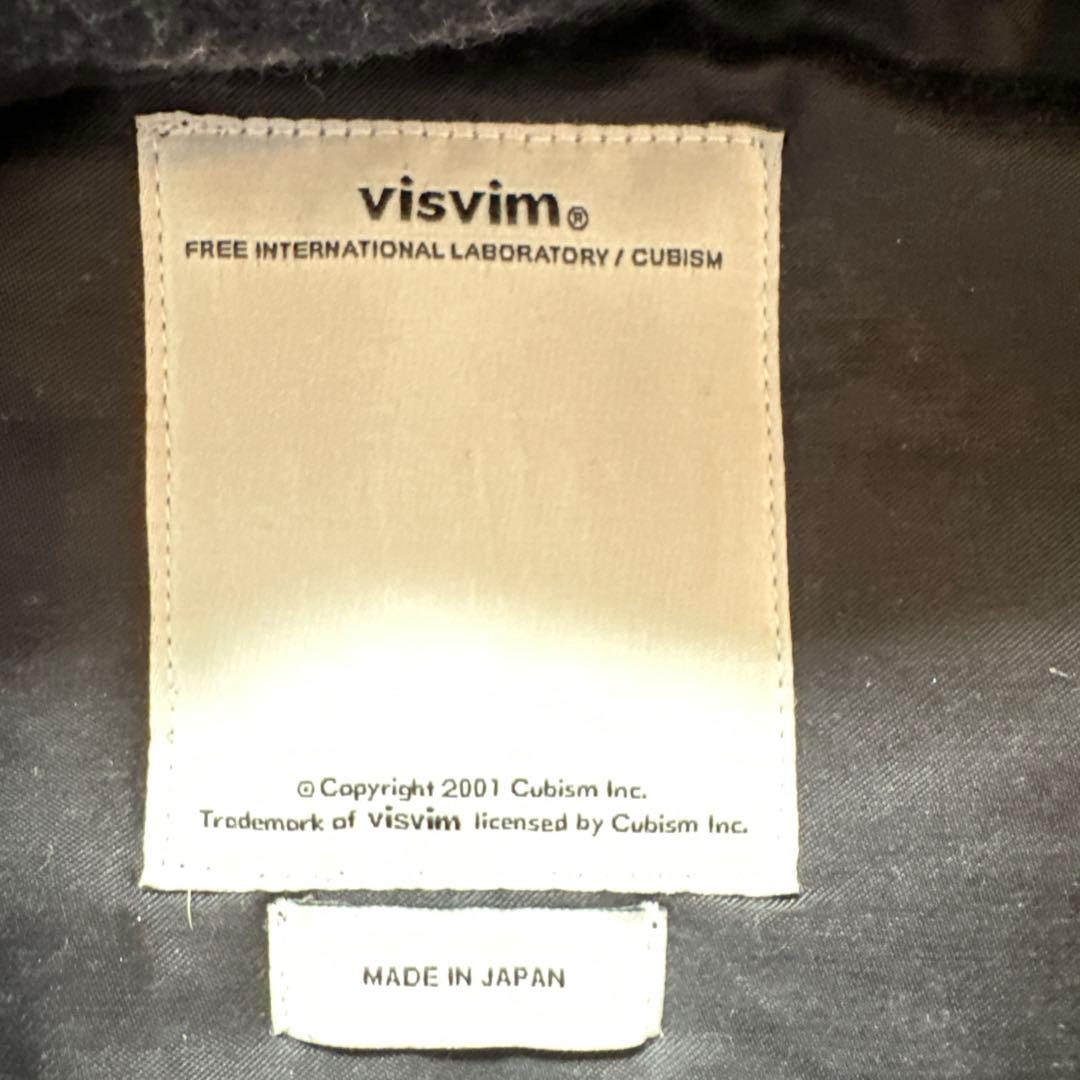 visvim®
FREE INTERNATIONAL LABORATORY / CUBISM
© Copyright 2001 Cubism Inc.
Trademark of visvim licensed by Cubism Inc.
MADE IN JAPAN